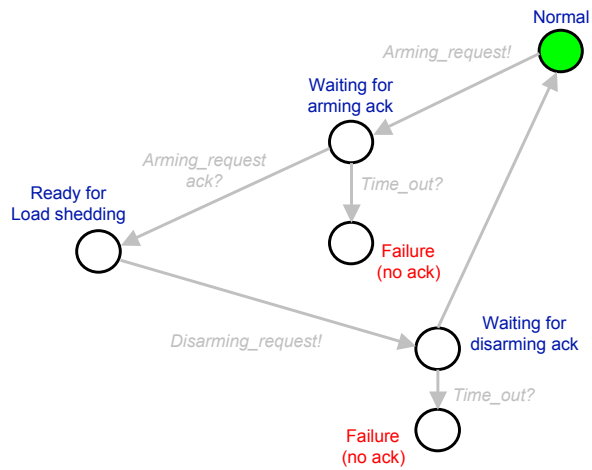 Normal
Arming_request!
Waiting for
arming ack
Arming_request
ack?
Time_out?
Ready for
Load shedding
Failure
(no ack)
Disarming_request!
Waiting for
disarming ack
Time_out?
Failure
(no ack)